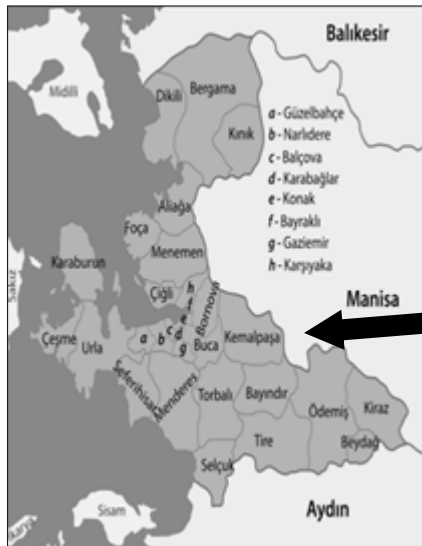 Balıkesir
Midilli
Dikili
Bergama
Kınık
a - Güzelbahçe
b - Narlıdere
c - Balçova
d - Karabağlar
e - Konak
f - Bayraklı
g - Gaziemir
h - Karşıyaka
Aliağa
Foça
Menemen
Karaburun
Sakız
Çiğli
h
f
Bornova
Manisa
e
Çeşme
Urla
a
b
c
d
g
Buca
Kemalpaşa
Seferihisar
Menderes
Torbalı
Bayındır
Ödemiş
Kiraz
Beydağ
Tire
Selçuk
Sisam
Aydın